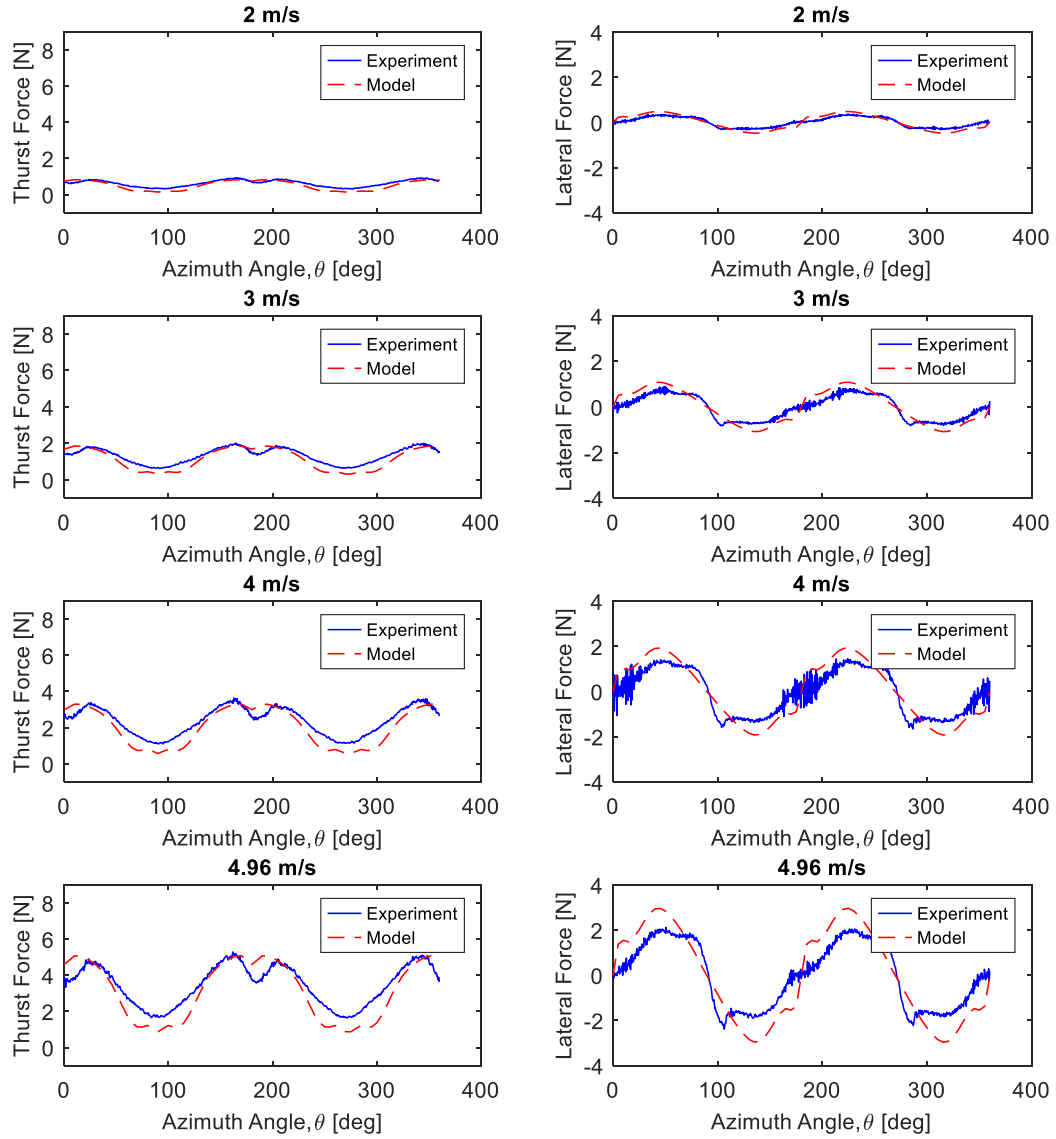 2 m/s
Thurst Force [N]
8
6
4
2
0
Experiment
Model
0
100
200
300
400
Azimuth Angle, θ [deg]
2 m/s
Lateral Force [N]
4
2
0
-2
-4
Experiment
Model
0
100
200
300
400
Azimuth Angle, θ [deg]
3 m/s
Thurst Force [N]
8
6
4
2
0
Experiment
Model
0
100
200
300
400
Azimuth Angle, θ [deg]
3 m/s
Lateral Force [N]
4
2
0
-2
-4
Experiment
Model
0
100
200
300
400
Azimuth Angle, θ [deg]
4 m/s
Thurst Force [N]
8
6
4
2
0
Experiment
Model
0
100
200
300
400
Azimuth Angle, θ [deg]
4 m/s
Lateral Force [N]
4
2
0
-2
-4
Experiment
Model
0
100
200
300
400
Azimuth Angle, θ [deg]
4.96 m/s
Thurst Force [N]
8
6
4
2
0
Experiment
Model
0
100
200
300
400
Azimuth Angle, θ [deg]
4.96 m/s
Lateral Force [N]
4
2
0
-2
-4
Experiment
Model
0
100
200
300
400
Azimuth Angle, θ [deg]